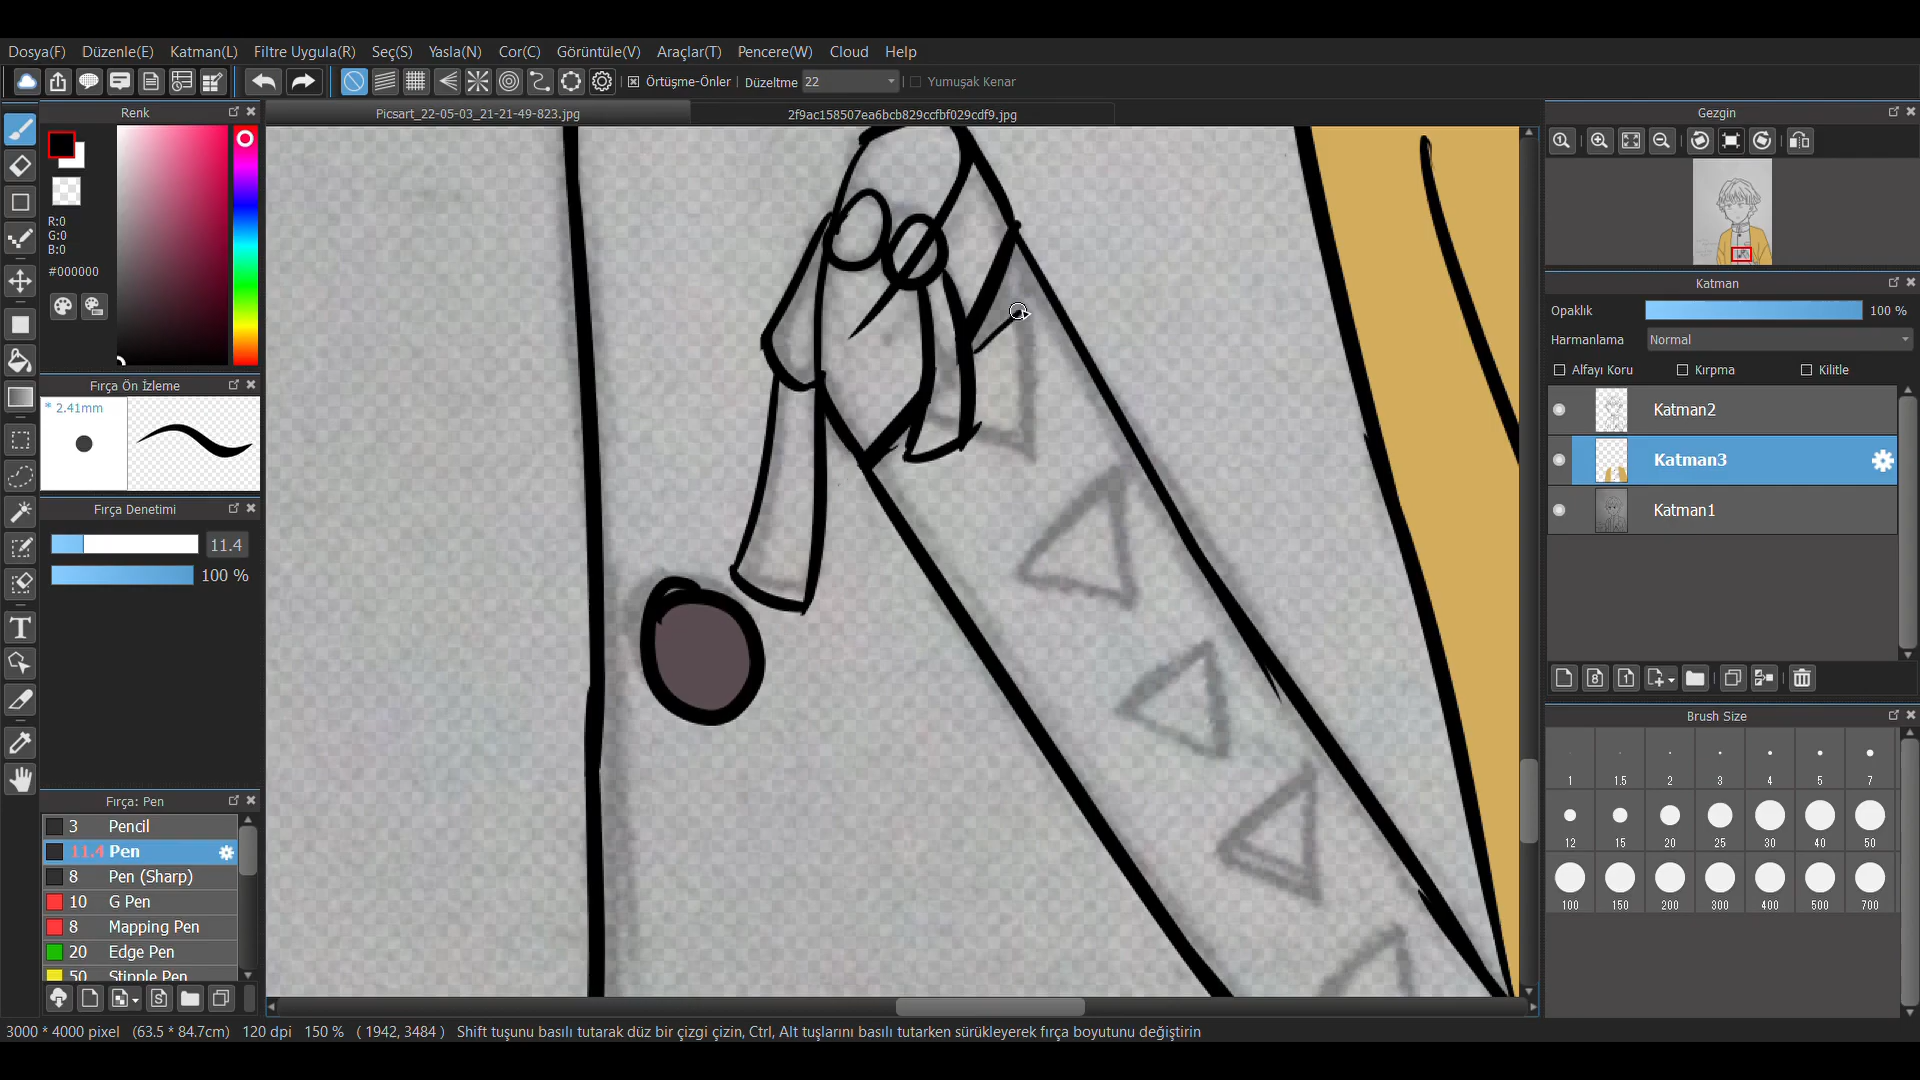 Dosya(F) Düzenle(E) Katman(L) Filtre Uygula(R) Seç(S) Yasla(N) Cor(C) Görüntüle(V) Araçlar(T) Pencere(W) Cloud Help
Örtüşme-Önler Düzeltme 22 Yumuşak Kenar
Renk
Picsart_22-05-03_21-21-49-823.jpg 2f9ac158507ea6bcb829ccfbf029cdf9.jpg
Gezgin
R:0
G:0
B:0
#000000
Katman
Opaklık 100 %
Harmanlama Normal
Alfayı Koru Kırpma Kilitle
Fırça Ön İzleme
* 2.41mm
Katman2
Katman3
Katman1
Fırça Denetimi
11.4
100 %
Brush Size
1 1.5 2 3 4 5 7
12 15 20 25 30 40 50
100 150 200 300 400 500 700
Fırça: Pen
3 Pencil
11.4 Pen
8 Pen (Sharp)
10 G Pen
8 Mapping Pen
20 Edge Pen
50 Stipple Pen
3000 * 4000 pixel (63.5 * 84.7cm) 120 dpi 150 % ( 1942, 3484 ) Shift tuşunu basılı tutarak düz bir çizgi çizin, Ctrl, Alt tuşlarını basılı tutarken sürükleyerek fırça boyutunu değiştirin